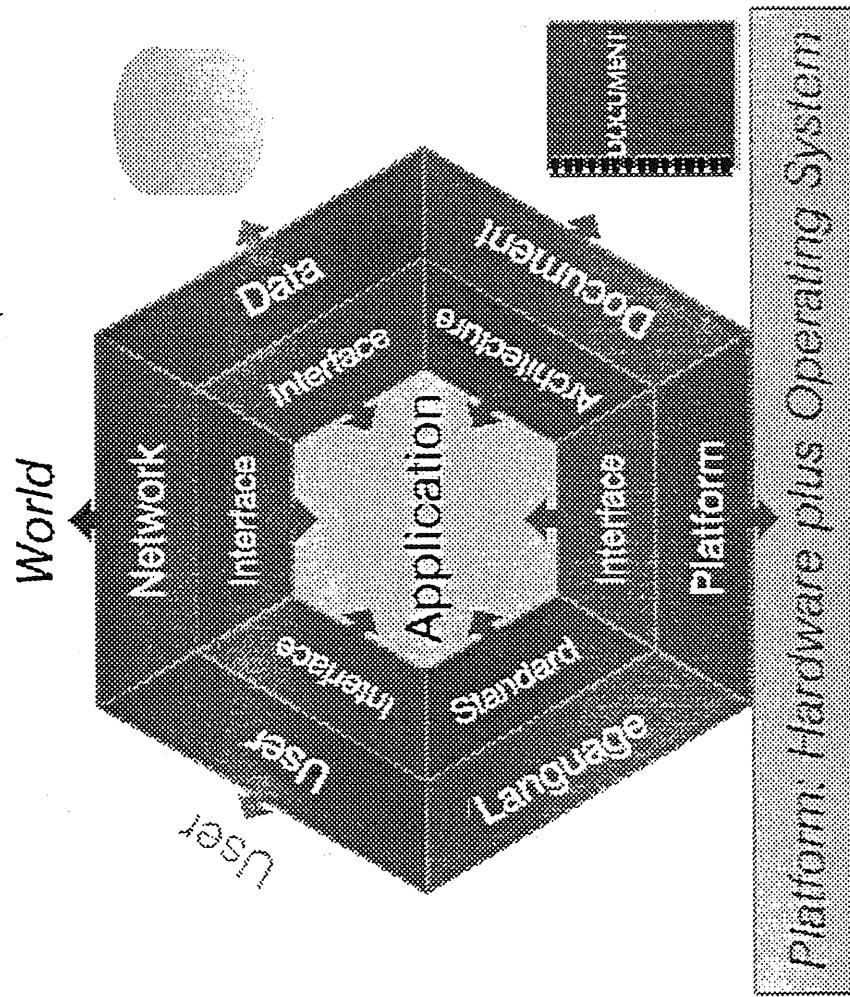 World
User
Network
Interface
User
Interface
Data
Interface
Application
Language
Standard
Document
Architecture
Interface
Platform
DOCUMENT
Platform: Hardware plus Operating System